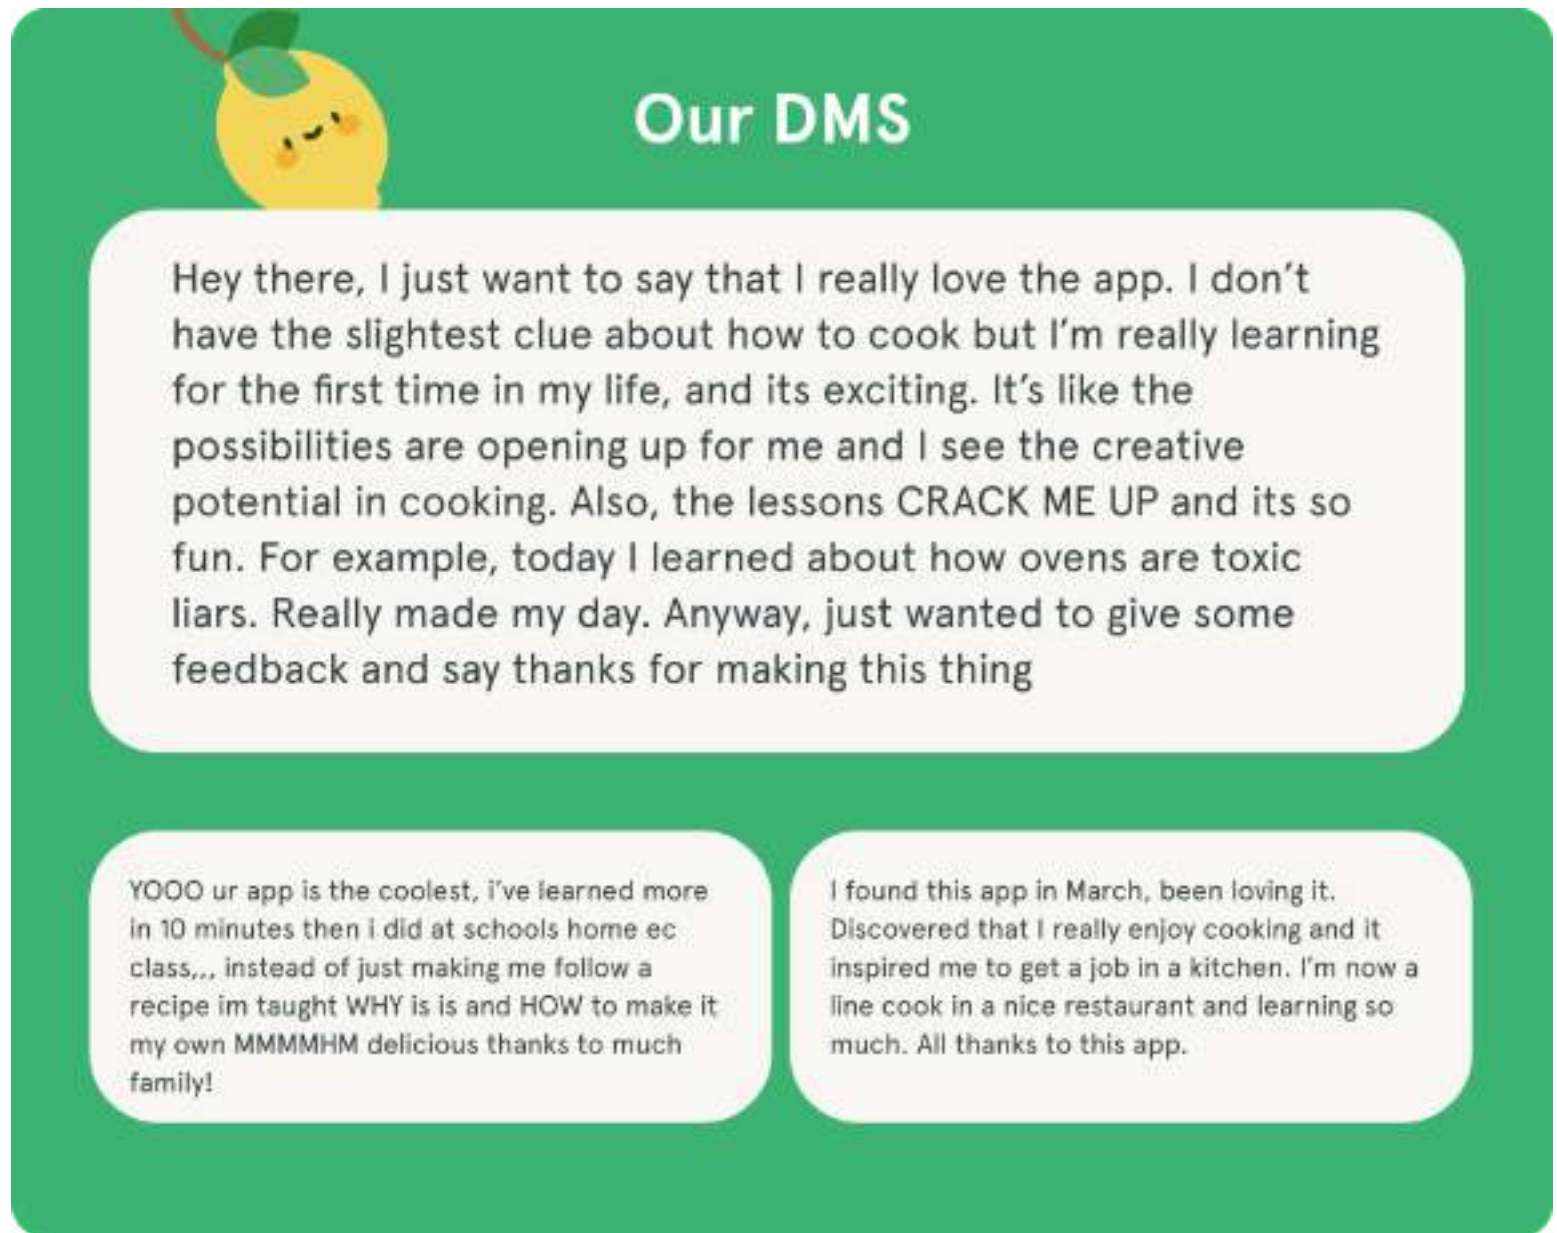 Our DMS
Hey there, I just want to say that I really love the app. I don’t
have the slightest clue about how to cook but I’m really learning
for the first time in my life, and its exciting. It’s like the
possibilities are opening up for me and I see the creative
potential in cooking. Also, the lessons CRACK ME UP and its so
fun. For example, today I learned about how ovens are toxic
liars. Really made my day. Anyway, just wanted to give some
feedback and say thanks for making this thing
YOOO ur app is the coolest, i’ve learned more
in 10 minutes then i did at schools home ec
class,,, instead of just making me follow a
recipe im taught WHY is is and HOW to make it
my own MMMMHM delicious thanks to much
family!
I found this app in March, been loving it.
Discovered that I really enjoy cooking and it
inspired me to get a job in a kitchen. I’m now a
line cook in a nice restaurant and learning so
much. All thanks to this app.